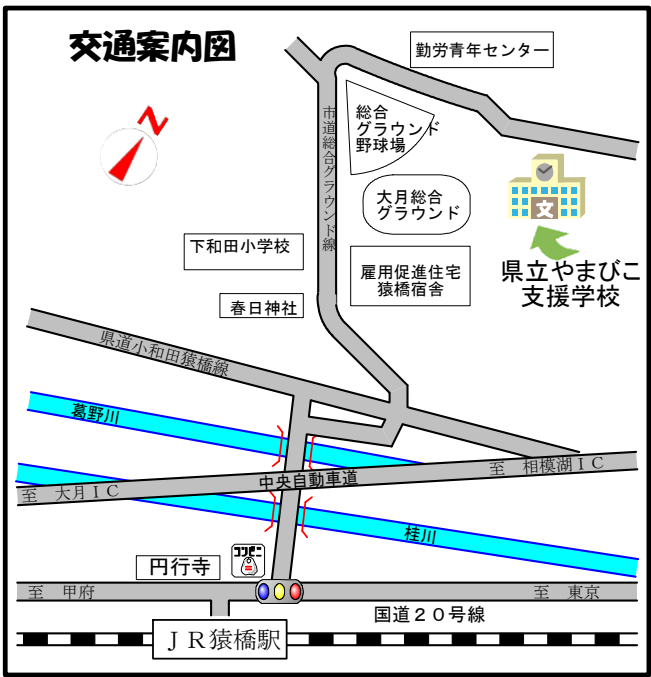 交通案内図
勤労青年センター
N
市道総合グラウンド線
総合
グラウンド
野球場
大月総合
グラウンド
文
下和田小学校
雇用促進住宅
猿橋宿舎
県立やまびこ
支援学校
春日神社
県道小和田猿橋線
葛野川
至 相模湖IC
中央自動車道
至 大月IC
桂川
コンビニ
円行寺
至 甲府
至 東京
国道20号線
JR猿橋駅